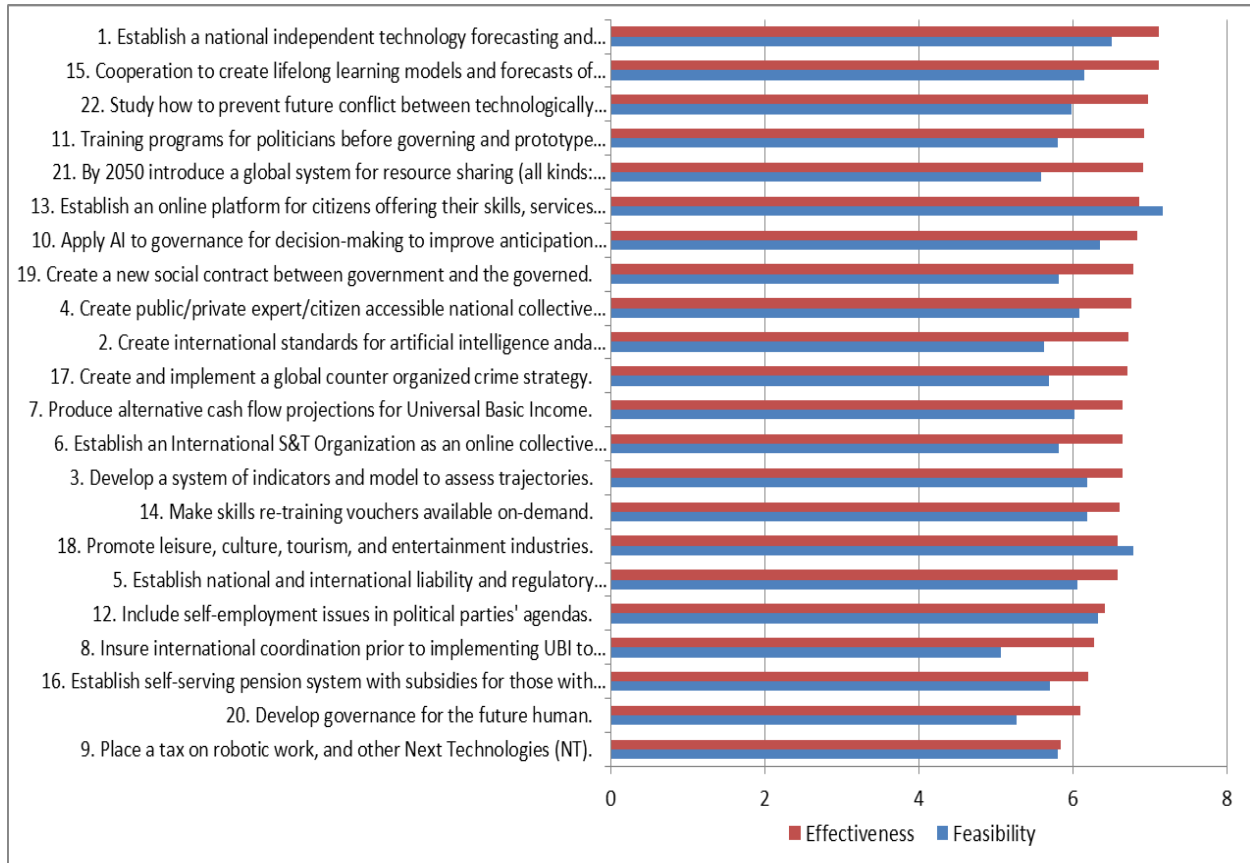 1. Establish a national independent technology forecasting and...
15. Cooperation to create lifelong learning models and forecasts of...
22. Study how to prevent future conflict between technologically...
11. Training programs for politicians before governing and prototype...
21. By 2050 introduce a global system for resource sharing (all kinds:...
13. Establish an online platform for citizens offering their skills, services...
10. Apply AI to governance for decision-making to improve anticipation...
19. Create a new social contract between government and the governed.
4. Create public/private expert/citizen accessible national collective...
2. Create international standards for artificial intelligence anda...
17. Create and implement a global counter organized crime strategy.
7. Produce alternative cash flow projections for Universal Basic Income.
6. Establish an International S&T Organization as an online collective...
3. Develop a system of indicators and model to assess trajectories.
14. Make skills re-training vouchers available on-demand.
18. Promote leisure, culture, tourism, and entertainment industries.
5. Establish national and international liability and regulatory...
12. Include self-employment issues in political parties' agendas.
8. Insure international coordination prior to implementing UBI to...
16. Establish self-serving pension system with subsidies for those with...
20. Develop governance for the future human.
9. Place a tax on robotic work, and other Next Technologies (NT).
0 2 4 6 8
Effectiveness Feasibility